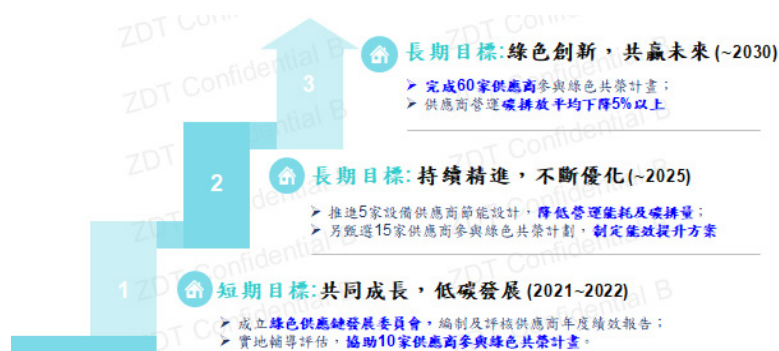 3
長期目標:綠色創新，共贏未來(~2030)
➤ 完成60家供應商參與綠色共榮計畫；
➤ 供應商營運碳排放平均下降5%以上
2
長期目標:持續精進，不斷優化(~2025)
➤ 推進5家設備供應商節能設計，降低營運能耗及碳排量；
➤ 另甄選15家供應商參與綠色共榮計劃，制定能效提升方案
1
短期目標:共同成長，低碳發展(2021~2022)
➤ 成立綠色供應鏈發展委員會，編制及評核供應商年度績效報告；
➤ 實地輔導評估，協助10家供應商參與綠色共榮計畫。
ZDT Confidential B